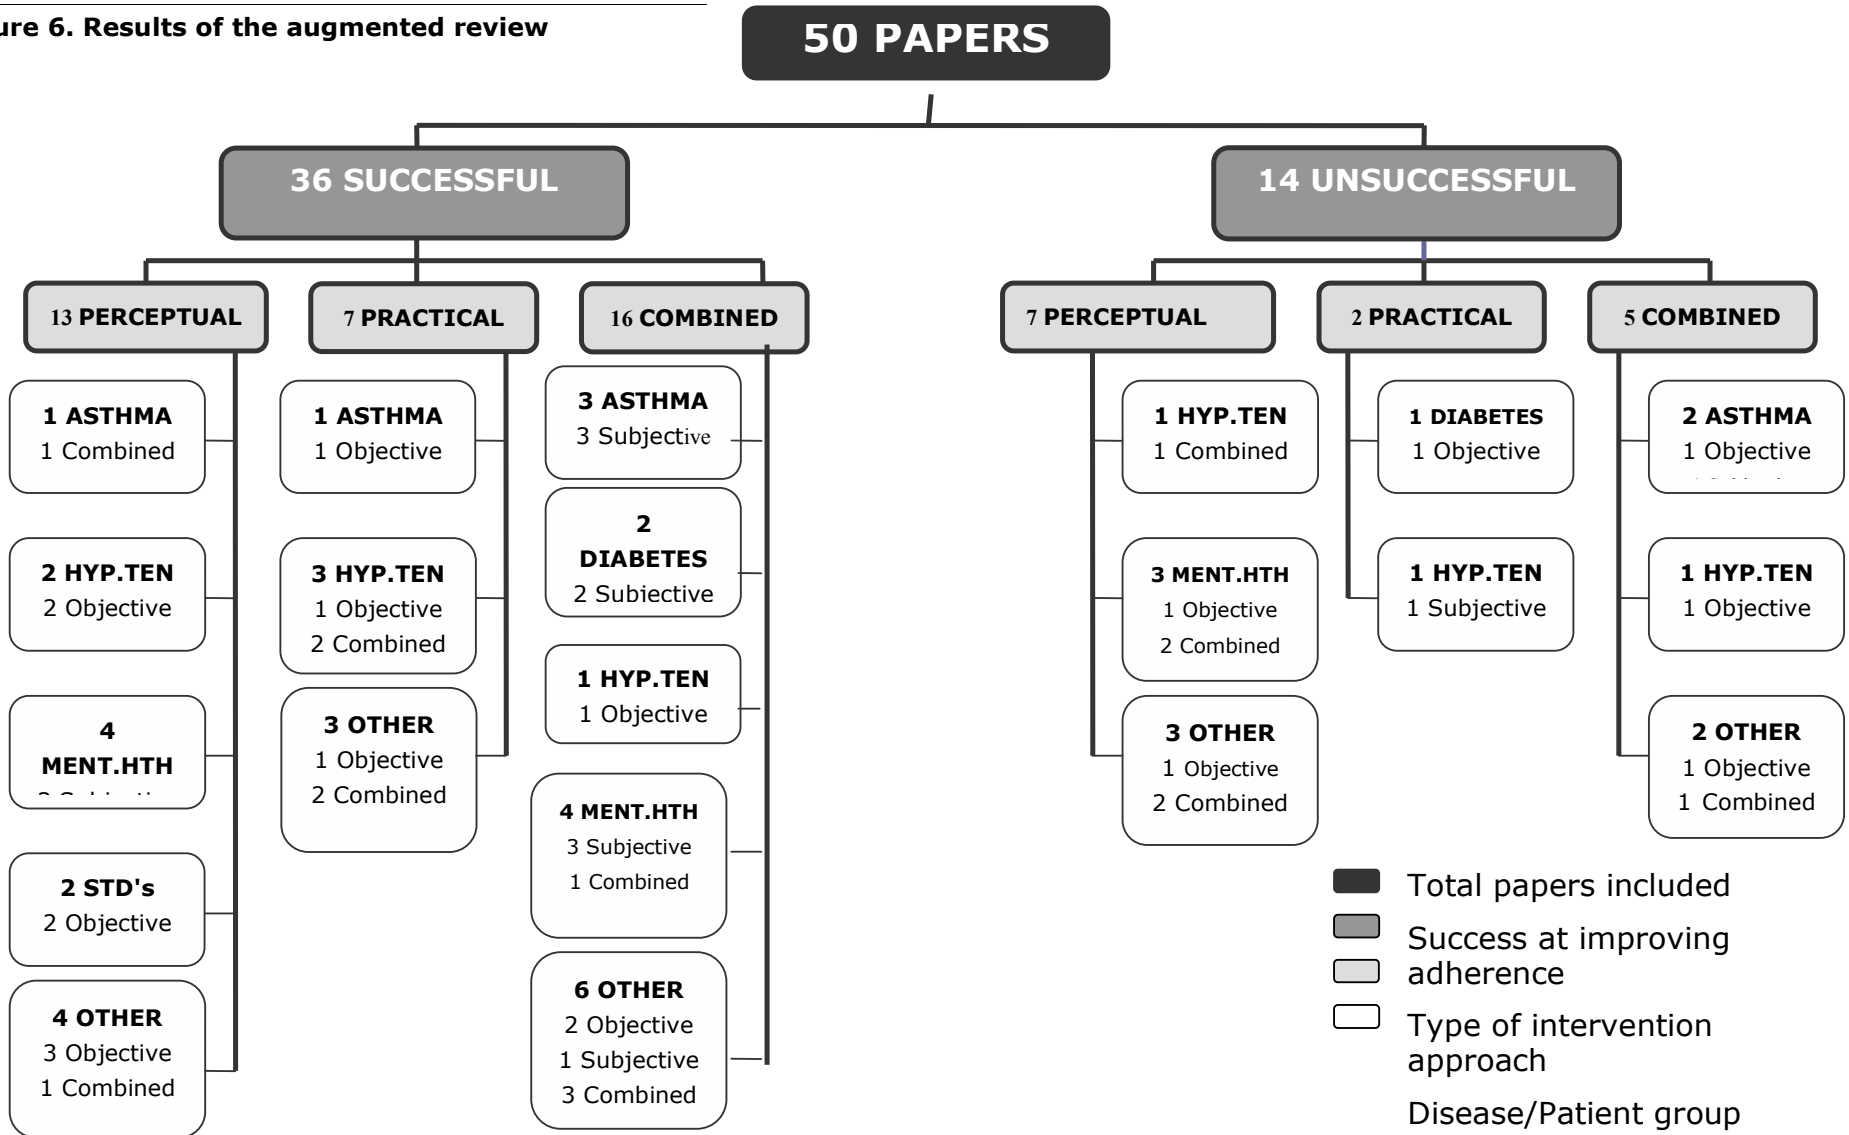 ure 6. Results of the augmented review
50 PAPERS
36 SUCCESSFUL
14 UNSUCCESSFUL
13 PERCEPTUAL
7 PRACTICAL
16 COMBINED
7 PERCEPTUAL
2 PRACTICAL
5 COMBINED
1 ASTHMA
1 Combined
2 HYP.TEN
2 Objective
4
MENT.HTH
2 STD's
2 Objective
4 OTHER
3 Objective
1 Combined
1 ASTHMA
1 Objective
3 HYP.TEN
1 Objective
2 Combined
3 OTHER
1 Objective
2 Combined
3 ASTHMA
3 Subjective
2
DIABETES
2 Subjective
1 HYP.TEN
1 Objective
4 MENT.HTH
3 Subjective
1 Combined
6 OTHER
2 Objective
1 Subjective
3 Combined
1 HYP.TEN
1 Combined
3 MENT.HTH
1 Objective
2 Combined
3 OTHER
1 Objective
2 Combined
1 DIABETES
1 Objective
1 HYP.TEN
1 Subjective
2 ASTHMA
1 Objective
1 HYP.TEN
1 Objective
2 OTHER
1 Objective
1 Combined
Total papers included
Success at improving
adherence
Type of intervention
approach
Disease/Patient group